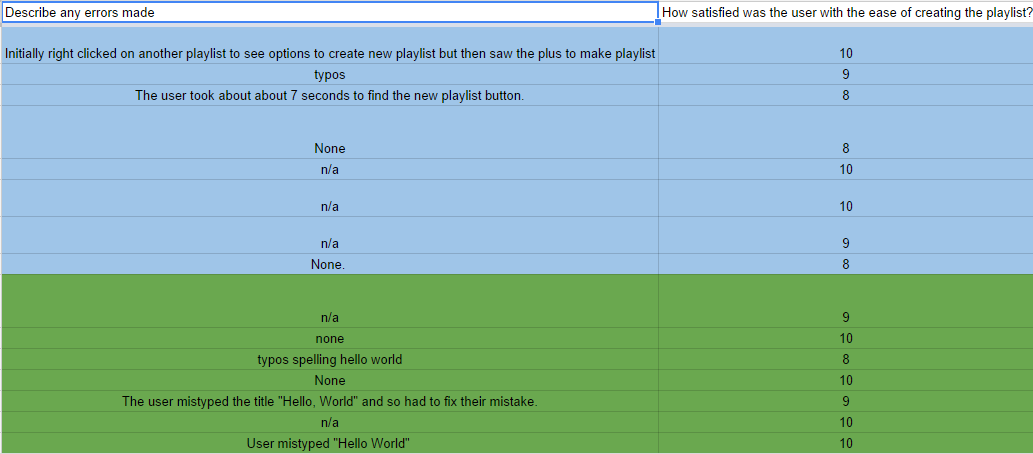 Describe any errors made How satisfied was the user with the ease of creating the playlist?
Initially right clicked on another playlist to see options to create new playlist but then saw the plus to make playlist 10
typos 9
The user took about about 7 seconds to find the new playlist button. 8
None 8
n/a 10
n/a 10
n/a 9
None. 8
n/a 9
none 10
typos spelling hello world 8
None 10
The user mistyped the title "Hello, World" and so had to fix their mistake. 9
n/a 10
User mistyped "Hello World" 10